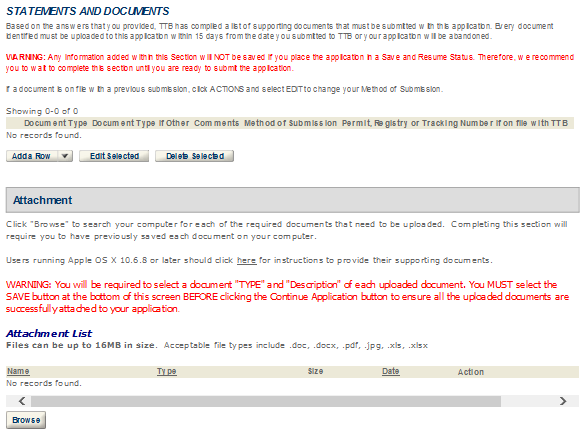 STATEMENTS AND DOCUMENTS
Based on the answers that you provided, TTB has compiled a list of supporting documents that must be submitted with this application. Every document
identified must be uploaded to this application within 15 days from the date you submitted to TTB or your application will be abandoned.
WARNING: Any information added within this Section will NOT be saved if you place the application in a Save and Resume Status. Therefore, we recommend
you to wait to complete this section until you are ready to submit the application.
If a document is on file with a previous submission, click ACTIONS and select EDIT to change your Method of Submission.
Showing 0-0 of 0
Document Type Document Type If Other Comments Method of Submission Permit, Registry or Tracking Number if on file with TTB
No records found.
Add a Row Edit Selected Delete Selected
Attachment
Click "Browse" to search your computer for each of the required documents that need to be uploaded. Completing this section will
require you to have previously saved each document on your computer.
Users running Apple OS X 10.6.8 or later should click here for instructions to provide their supporting documents.
WARNING: You will be required to select a document "TYPE" and "Description" of each uploaded document. You MUST select the
SAVE button at the bottom of this screen BEFORE clicking the Continue Application button to ensure all the uploaded documents are
successfully attached to your application.
Attachment List
Files can be up to 16MB in size. Acceptable file types include .doc, .docx, .pdf, .jpg, .xls, .xlsx
Name Type Size Date Action
No records found.
Browse